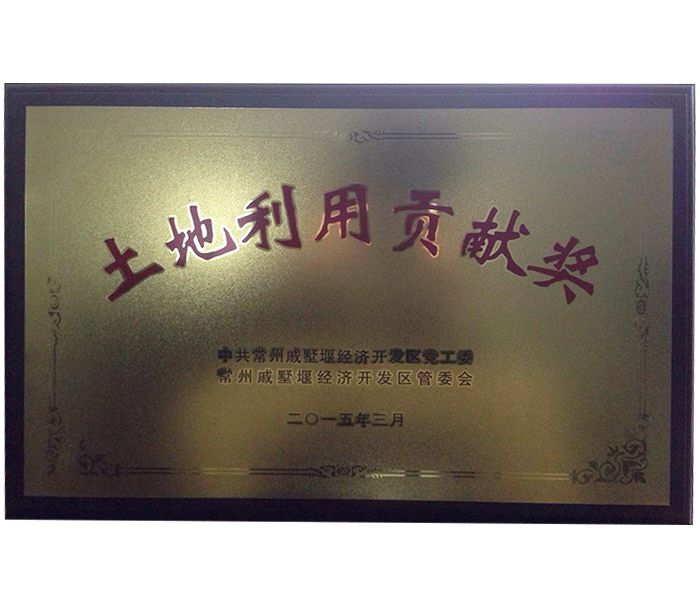 土地利用贡献奖
中共常州戚墅堰经济开发区党工委
常州戚墅堰经济开发区管委会
二〇一五年三月